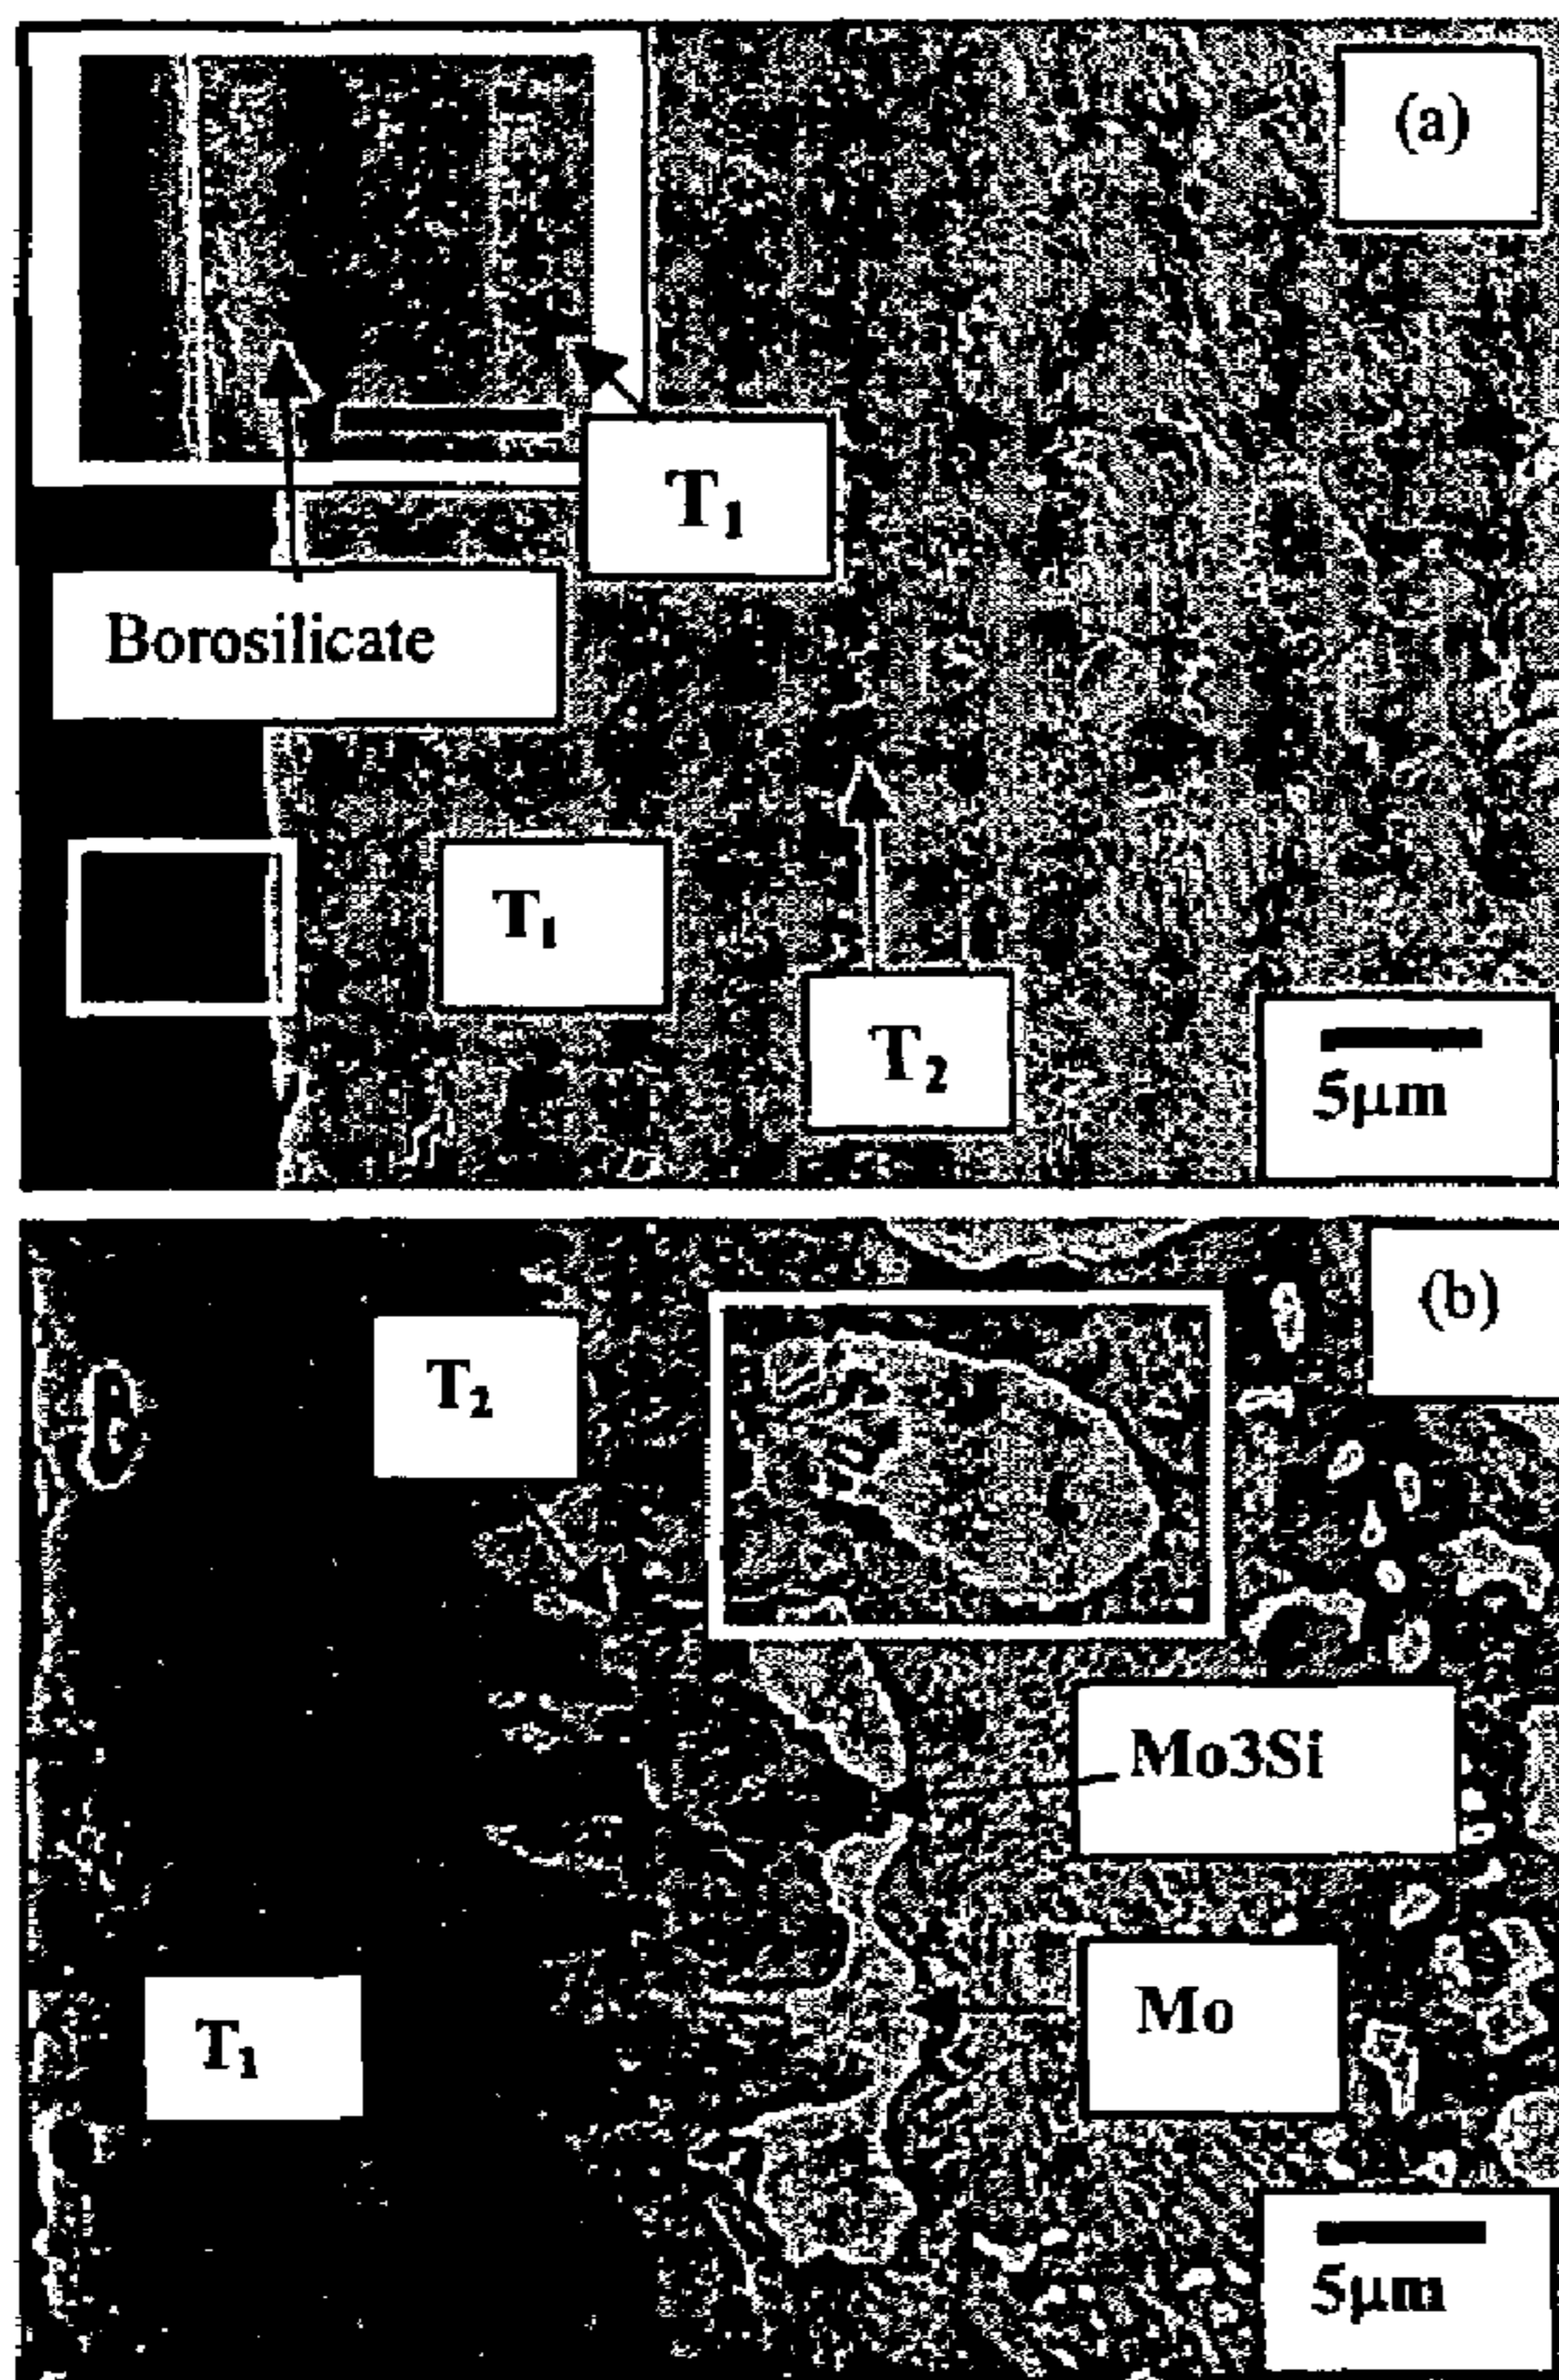 (a)
T₁
Borosilicate
T₁
T₂
5μm
(b)
T₂
Mo3Si
Mo
T₁
5μm